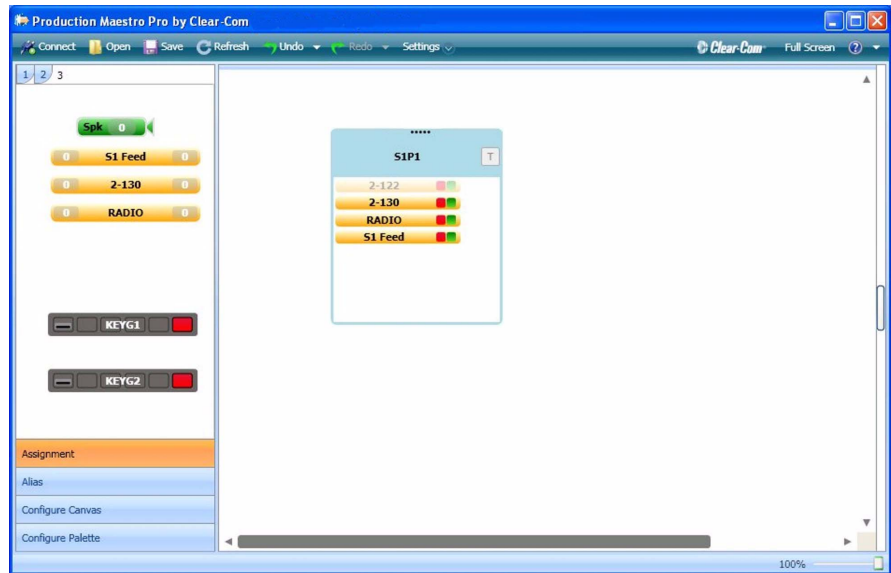 Production Maestro Pro by Clear-Com
Connect Open Save Refresh Undo Redo Settings Clear-Com Full Screen ?
1 2 3
Spk 0
0 S1 Feed 0
0 2-130 0
0 RADIO 0
KEYG1
KEYG2
S1P1 T
2-122
2-130
RADIO
S1 Feed
Assignment
Alias
Configure Canvas
Configure Palette
100%